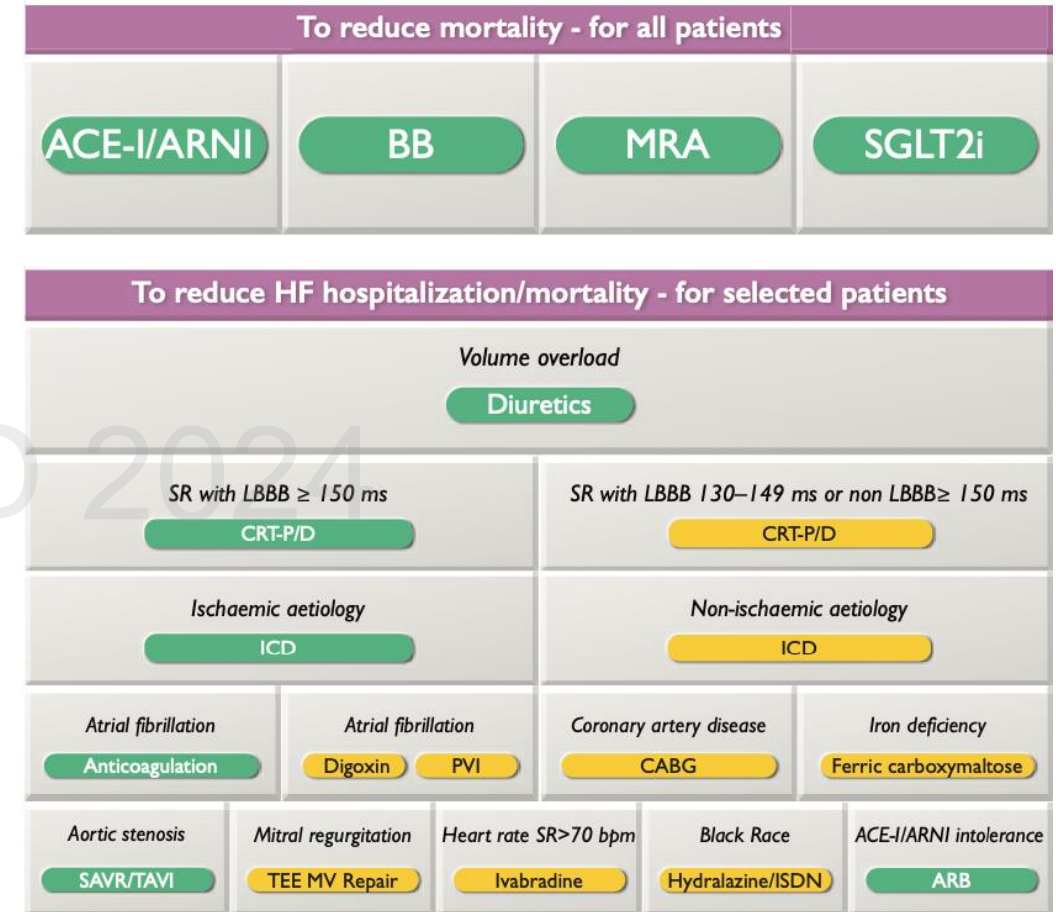 To reduce mortality - for all patients
ACE-I/ARNI
BB
MRA
SGLT2i
To reduce HF hospitalization/mortality - for selected patients
Volume overload
Diuretics
2024
SR with LBBB ≥ 150 ms
SR with LBBB 130–149 ms or non LBBB≥ 150 ms
CRT-P/D
CRT-P/D
Ischaemic aetiology
Non-ischaemic aetiology
ICD
ICD
Atrial fibrillation
Atrial fibrillation
Coronary artery disease
Iron deficiency
Anticoagulation
Digoxin
PVI
CABG
Ferric carboxymaltose
Aortic stenosis
Mitral regurgitation
Heart rate SR>70 bpm
Black Race
ACE-I/ARNI intolerance
SAVR/TAVI
TEE MV Repair
Ivabradine
Hydralazine/ISDN
ARB